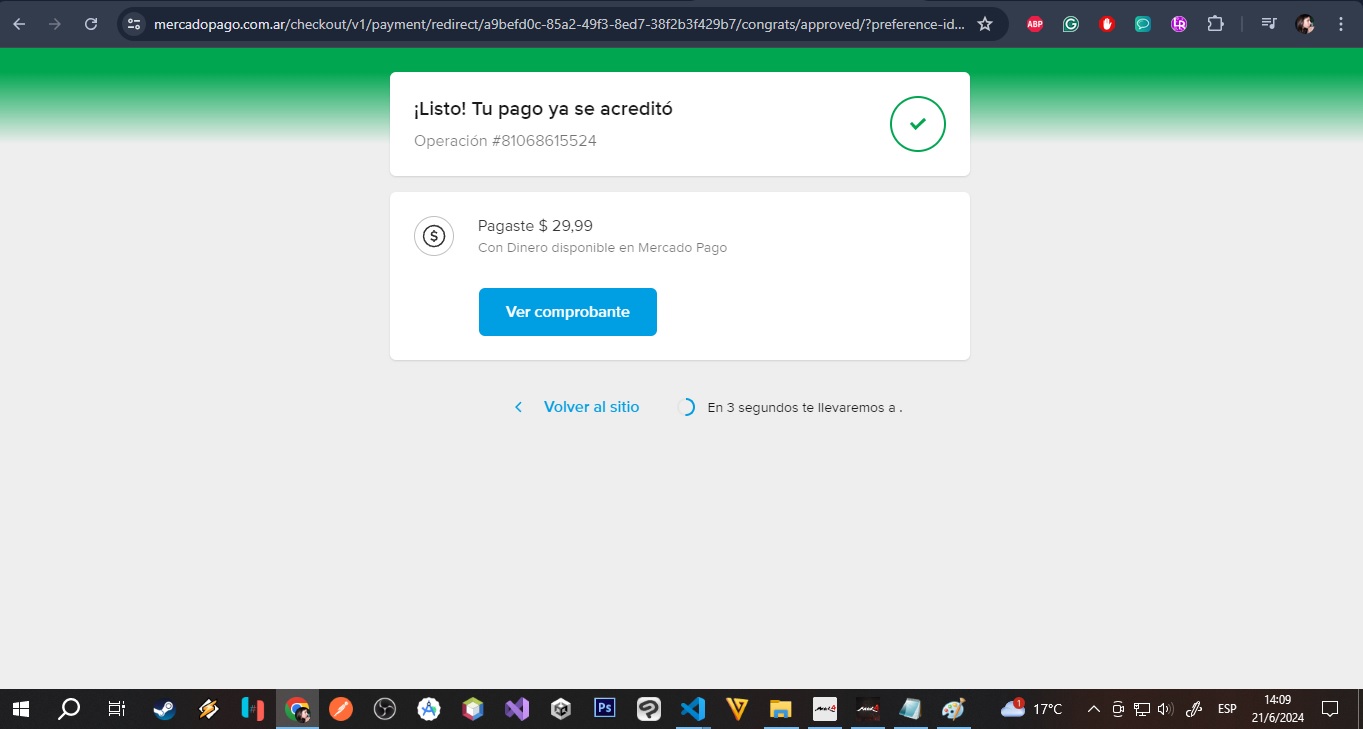 mercadopago.com.ar/checkout/v1/payment/redirect/a9befd0c-85a2-49f3-8ed7-38f2b3f429b7/congrats/approved/?preference-id...
ABP
¡Listo! Tu pago ya se acreditó
Operación #81068615524
$
Pagaste $ 29,99
Con Dinero disponible en Mercado Pago
Ver comprobante
Volver al sitio
En 3 segundos te llevaremos a .
Ps
1
17°C
ESP
14:09
21/6/2024